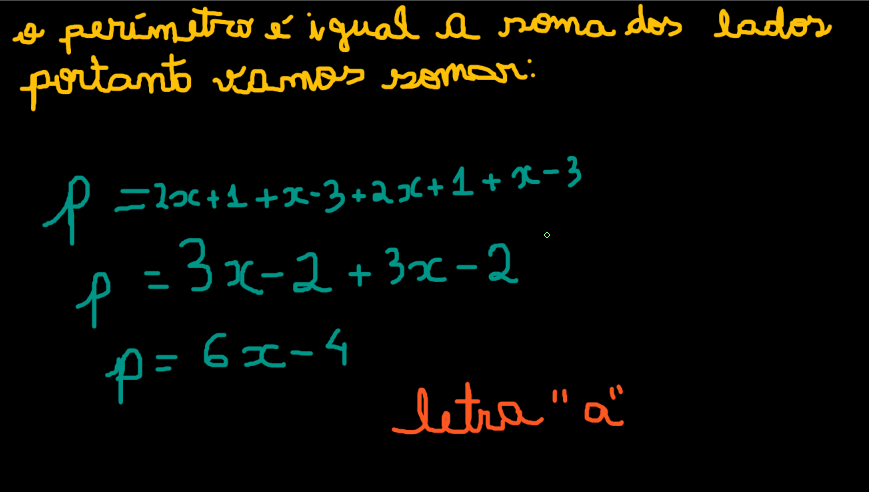 o perímetro é igual a soma dos lados
portanto vamos somar:
p = 2x+1+x-3+2x+1+x-3
p = 3x-2+3x-2
p = 6x-4
letra "a"